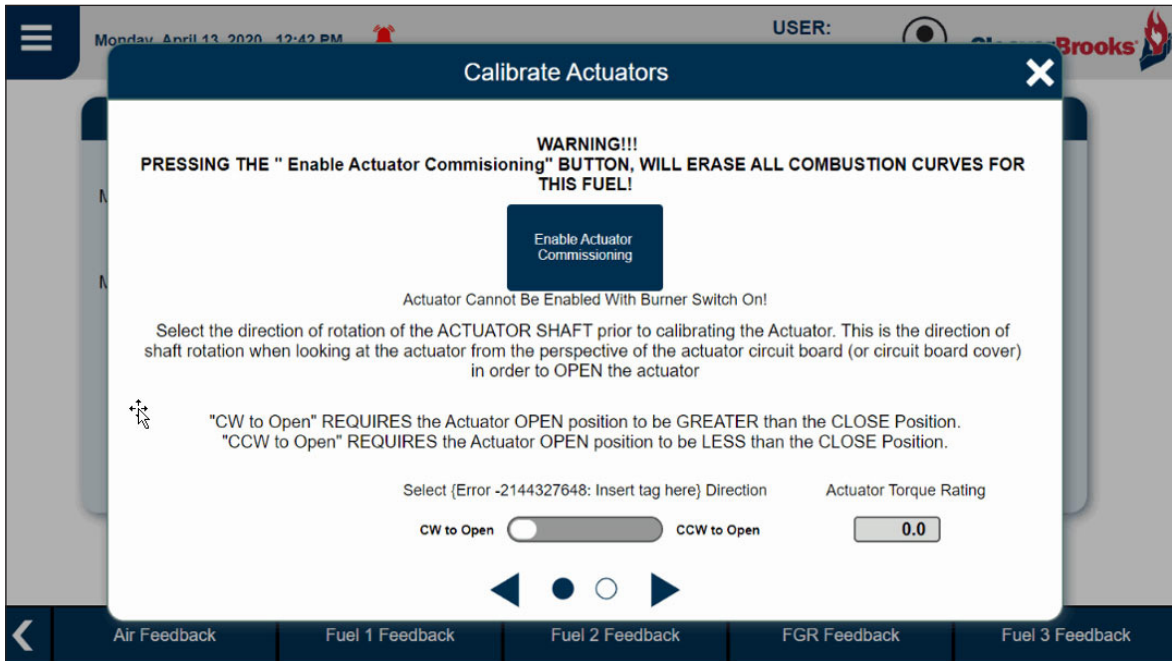 Monday, April 13, 2020 12:42 PM
USER:
Brooks
Calibrate Actuators
WARNING!!!
PRESSING THE " Enable Actuator Commisioning" BUTTON, WILL ERASE ALL COMBUSTION CURVES FOR
THIS FUEL!
Enable Actuator
Commissioning
Actuator Cannot Be Enabled With Burner Switch On!
Select the direction of rotation of the ACTUATOR SHAFT prior to calibrating the Actuator. This is the direction of
shaft rotation when looking at the actuator from the perspective of the actuator circuit board (or circuit board cover)
in order to OPEN the actuator
"CW to Open" REQUIRES the Actuator OPEN position to be GREATER than the CLOSE Position.
"CCW to Open" REQUIRES the Actuator OPEN position to be LESS than the CLOSE Position.
Select {Error -2144327648: Insert tag here} Direction
Actuator Torque Rating
CW to Open
CCW to Open
0.0
Air Feedback
Fuel 1 Feedback
Fuel 2 Feedback
FGR Feedback
Fuel 3 Feedback